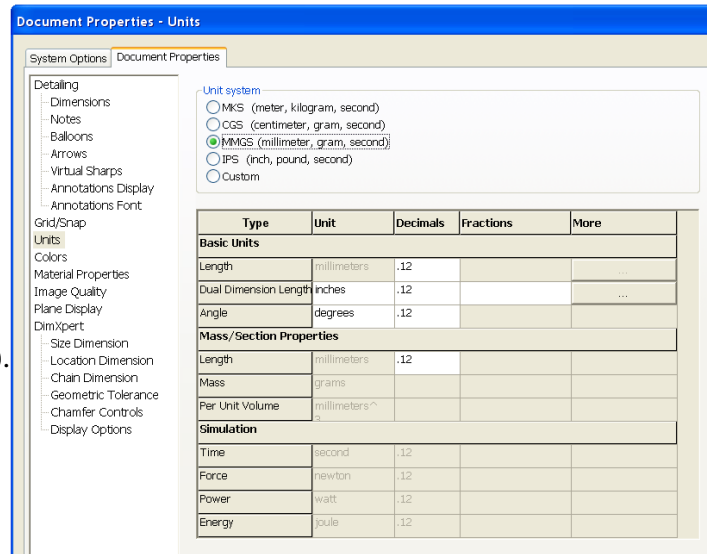 Document Properties - Units
System Options Document Properties
Detailing
Dimensions
Notes
Balloons
Arrows
Virtual Sharps
Annotations Display
Annotations Font
Grid/Snap
Units
Colors
Material Properties
Image Quality
Plane Display
DimXpert
Size Dimension
Location Dimension
Chain Dimension
Geometric Tolerance
Chamfer Controls
Display Options
).
Unit system
MKS (meter, kilogram, second)
CGS (centimeter, gram, second)
MMGS (millimeter, gram, second)
IPS (inch, pound, second)
Custom
Type Unit Decimals Fractions More
Basic Units
Length millimeters .12 ...
Dual Dimension Length inches .12 ...
Angle degrees .12
Mass/Section Properties
Length millimeters .12
Mass grams
Per Unit Volume millimeters^
3
Simulation
Time second .12
Force newton .12
Power watt .12
Energy joule .12